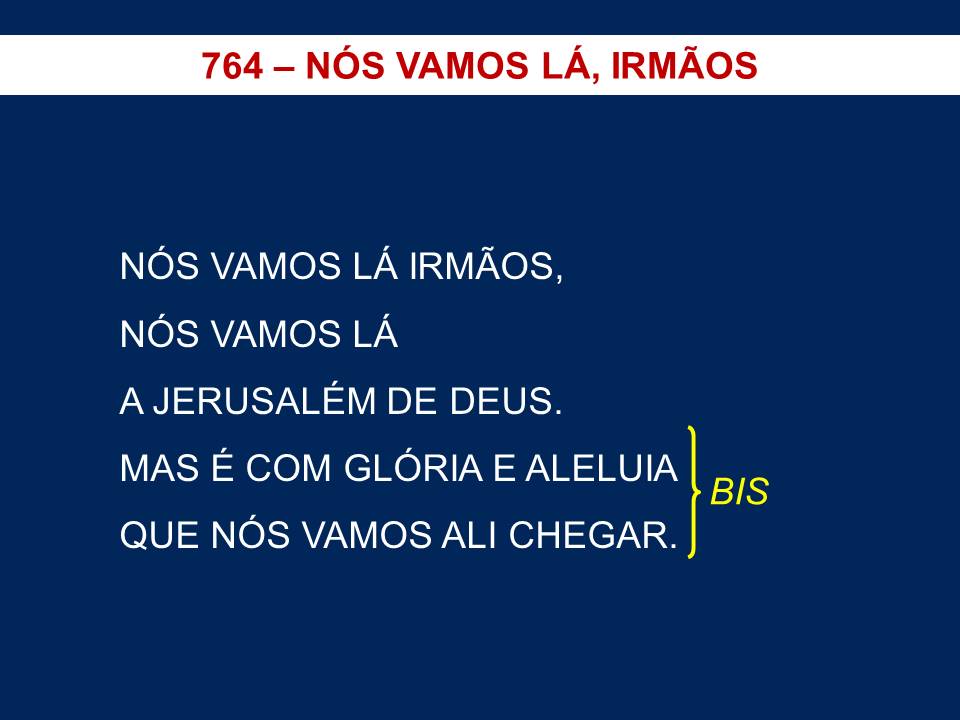 764 – NÓS VAMOS LÁ, IRMÃOS
NÓS VAMOS LÁ IRMÃOS,
NÓS VAMOS LÁ
A JERUSALÉM DE DEUS.
MAS É COM GLÓRIA E ALELUIA
QUE NÓS VAMOS ALI CHEGAR.
BIS